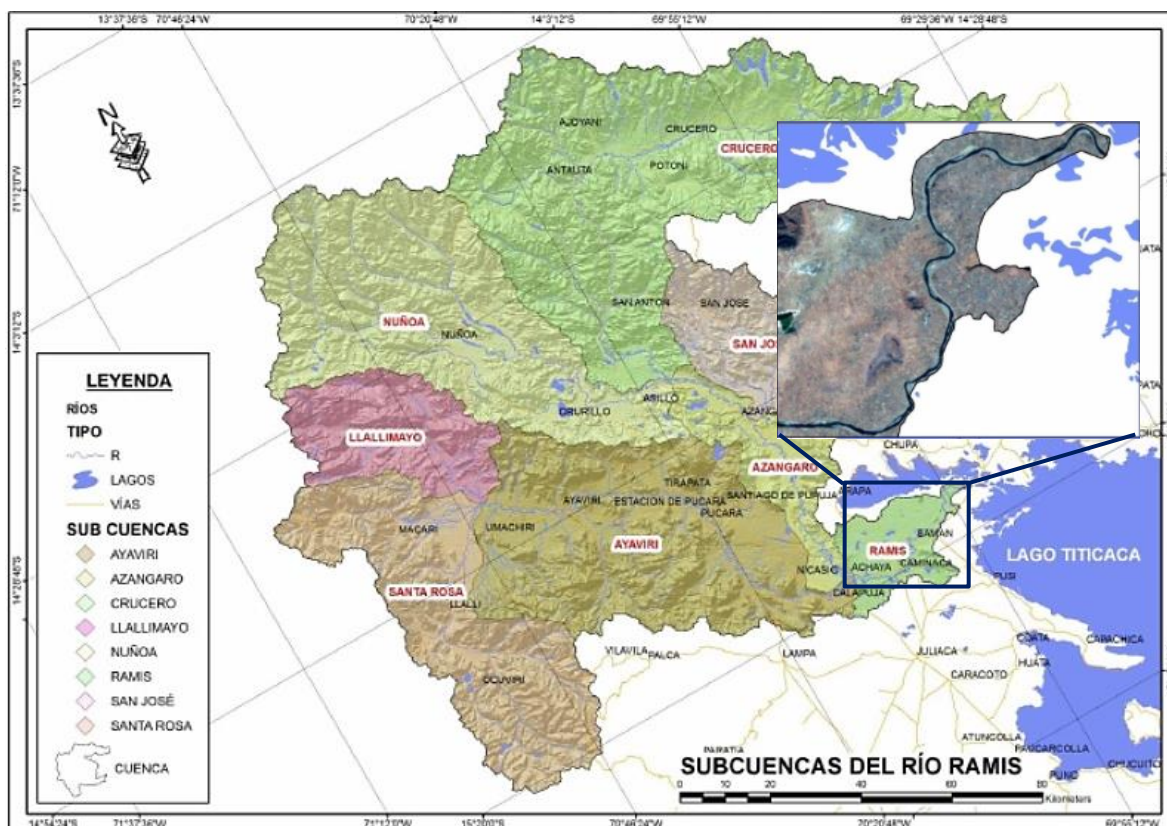 13°37'36"S 70°46'24"W 70°20'48"W 14°3'12"S 69°55'12"W 69°29'36"W 14°28'48"S
13°37'36"S
71°12'0"W
14°3'12"S
14°28'48"S
N
AJOYANI
CRUCERO
CRUCERO
ANTAUTA
POTONI
SAN ANTON
SAN JOSE
NUÑOA
NUÑOA
ORURILLO
ASILLO
LLALLIMAYO
AZANGARO
CHUPA
TIRAPATA
AYAVIRI
ESTACION DE PUCARA
SANTIAGO DE PUPUJA
ARAPA
PUCARA
MACARI
UMACHIRI
AYAVIRI
RAMIS
CAMINACA
NICASIO
ACHAYA
CALAPUJA
PUSI
LAGO TITICACA
SANTA ROSA
LLALLI
COATA
CAPACHICA
HUATA
VILAVILA
PALCA
LAMPA
JULIACA
CARACOTO
OCUVIRI
ATUNCOLLA
PAUCARCOLLA
CHUCUITO
LEYENDA
RÍOS
TIPO
R
LAGOS
VÍAS
SUB CUENCAS
AYAVIRI
AZANGARO
CRUCERO
LLALLIMAYO
NUÑOA
RAMIS
SAN JOSÉ
SANTA ROSA
CUENCA
SUBCUENCAS DEL RÍO RAMIS
0 10 20 40 60 80
Kilometers
14°54'24"S 71°37'36"W 71°12'0"W 15°20'0"S 70°46'24"W 70°20'48"W 69°55'12"W